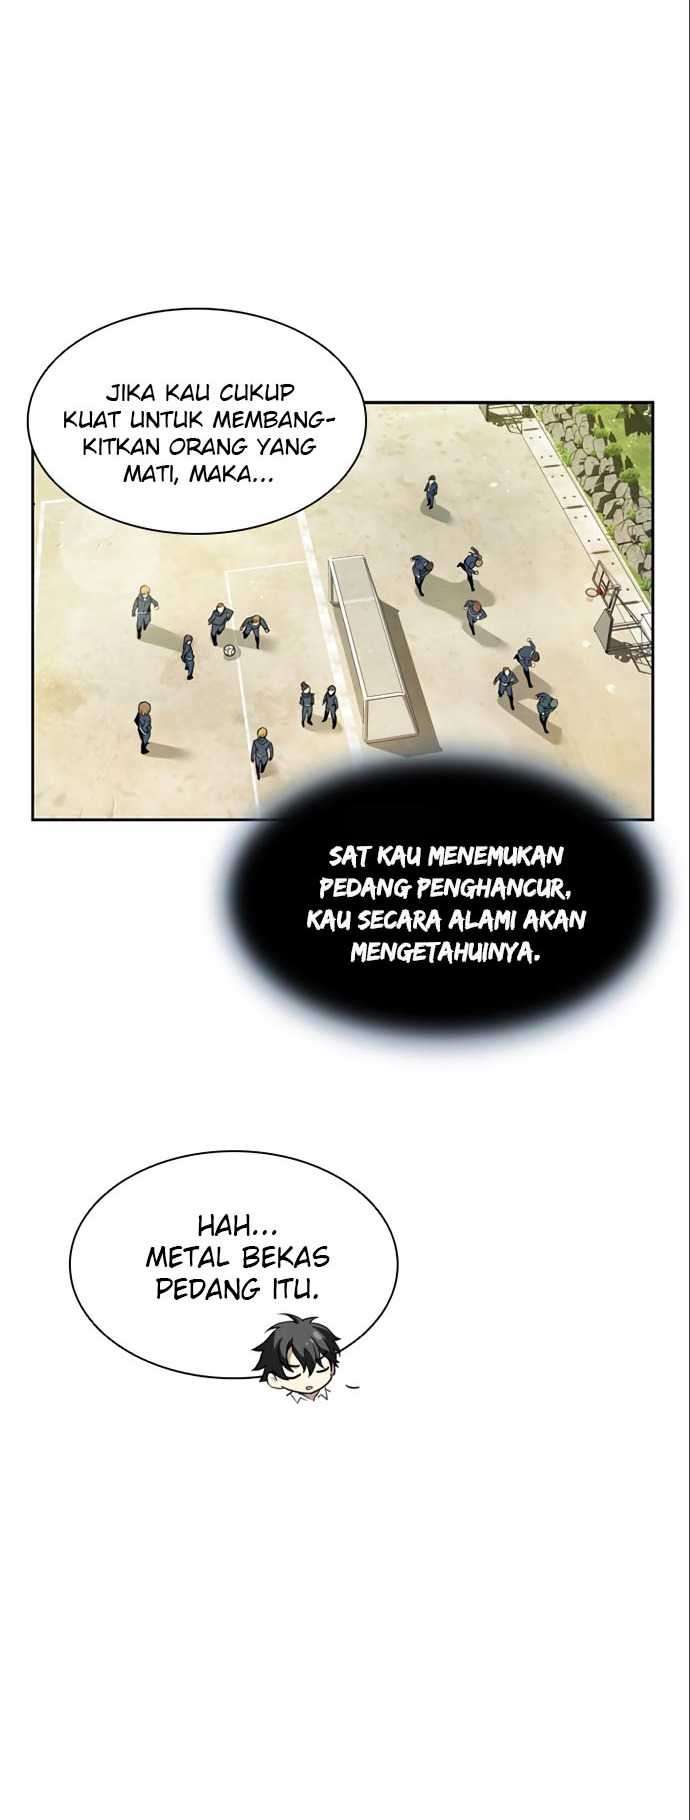 JIKA KAU CUKUP
KUAT UNTUK MEMBANG-
KITKAN ORANG YANG
MATI, MAKA...
SAT KAU MENEMUKAN
PEDANG PENGHANCUR,
KAU SECARA ALAMI AKAN
MENGETAHUINYA.
HAH...
METAL BEKAS
PEDANG ITU.